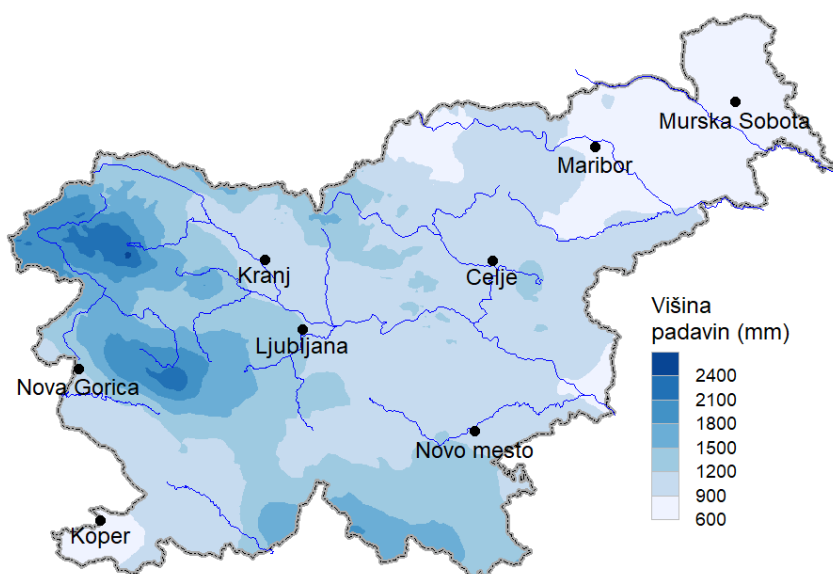 Murska Sobota
Maribor
Kranj
Celje
Ljubljana
Nova Gorica
Novo mesto
Koper
Višina
padavin (mm)
2400
2100
1800
1500
1200
900
600